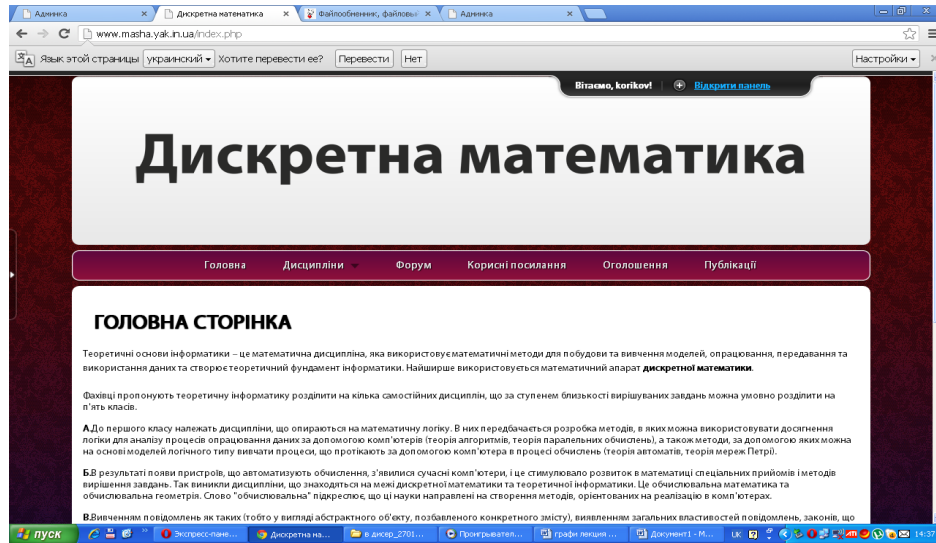 Админка
Дискретна математика
Файлообменник, файловы
Админка
www.masha.yak.in.ua/index.php
Язык этой страницы украинский Хотите перевести ее? Перевести Нет Настройки
Вітаємо, korikov! Відкрити панель
Дискретна математика
Головна Дисципліни Форум Корисні посилання Оголошення Публікації
ГОЛОВНА СТОРІНКА
Теоретичні основи інформатики – це математична дисципліна, яка використовує математичні методи для побудови та вивчення моделей, опрацювання, передавання та
використання даних та створює теоретичний фундамент інформатики. Найширше використовується математичний апарат дискретної математики.
Фахівці пропонують теоретичну інформатику розділити на кілька самостійних дисциплін, що за ступенем близькості вирішуваних завдань можна умовно розділити на
п'ять класів.
А.До першого класу належать дисципліни, що опираються на математичну логіку. В них передбачається розробка методів, в яких можна використовувати досягнення
логіки для аналізу процесів опрацювання даних за допомогою комп'ютерів (теорія алгоритмів, теорія паралельних обчислень), а також методи, за допомогою яких можна
на основі моделей логічного типу вивчати процеси, що протікають за допомогою комп'ютера в процесі обчислень (теорія автоматів, теорія мереж Петрі).
Б.В результаті появи пристроїв, що автоматизують обчислення, з'явилися сучасні комп'ютери, і це стимулювало розвиток в математиці спеціальних прийомів і методів
вирішення завдань. Так виникли дисципліни, що знаходяться на межі дискретної математики та теоретичної інформатики. Це обчислювальна математика та
обчислювальна геометрія. Слово "обчислювальна" підкреслює, що ці науки направлені на створення методів, орієнтованих на реалізацію в комп'ютерах.
В.Вивченням повідомлень як таких (тобто у вигляді абстрактного об'єкту, позбавленого конкретного змісту), виявленням загальних властивостей повідомлень, законів, що
пуск Экспресс-пане... Дискретна на... в дисер_2701... Проигрывател... графи лекция ... Документ1 - М... UK 14:37